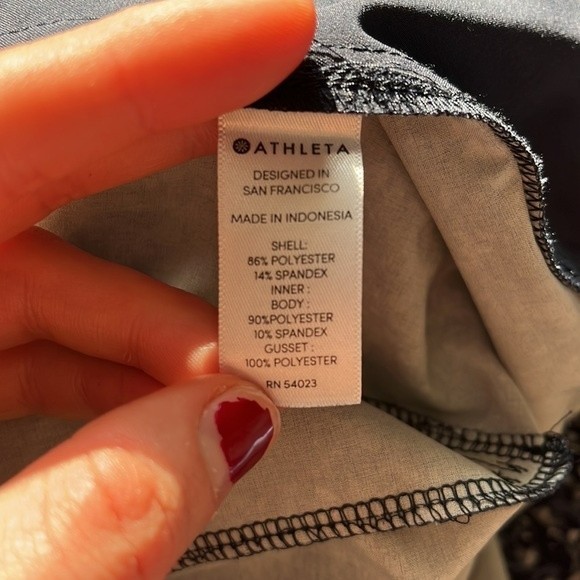 ATHLETA
DESIGNED IN
SAN FRANCISCO
MADE IN INDONESIA
SHELL:
86% POLYESTER
14% SPANDEX
INNER :
BODY :
90%POLYESTER
10% SPANDEX
GUSSET :
100% POLYESTER
RN 54023